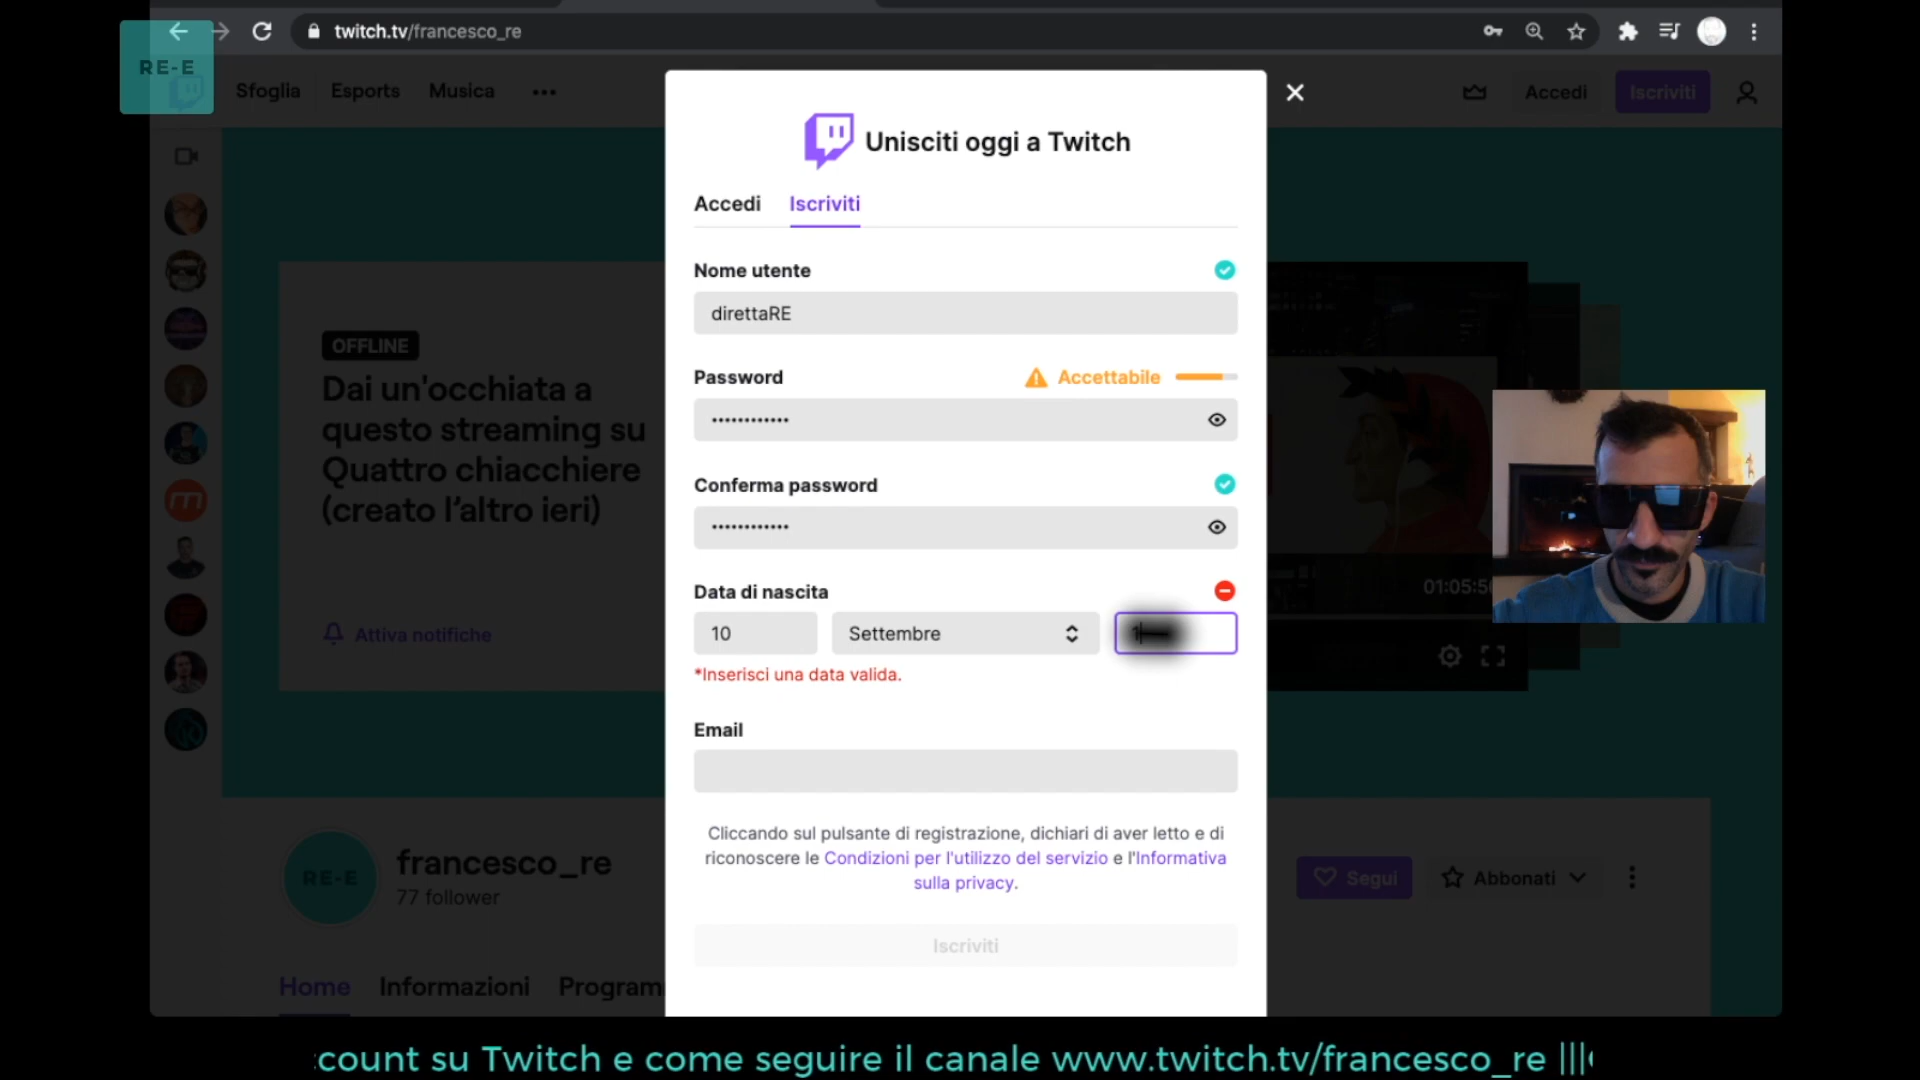 twitch.tv/francesco_re
RE-E
Sfoglia
Esports
Musica
Accedi
Iscriviti
Unisciti oggi a Twitch
Accedi
Iscriviti
Nome utente
direttaRE
Password
Accettabile
••••••••••••
Conferma password
••••••••••••
Data di nascita
10
Settembre
*Inserisci una data valida.
Email
Cliccando sul pulsante di registrazione, dichiari di aver letto e di
riconoscere le Condizioni per l'utilizzo del servizio e l'Informativa
sulla privacy.
Iscriviti
OFFLINE
Dai un'occhiata a
questo streaming su
Quattro chiacchiere
(creato l’altro ieri)
Attiva notifiche
RE-E
francesco_re
77 follower
Segui
Abbonati
Home
Informazioni
Program
count su Twitch e come seguire il canale www.twitch.tv/francesco_re |||